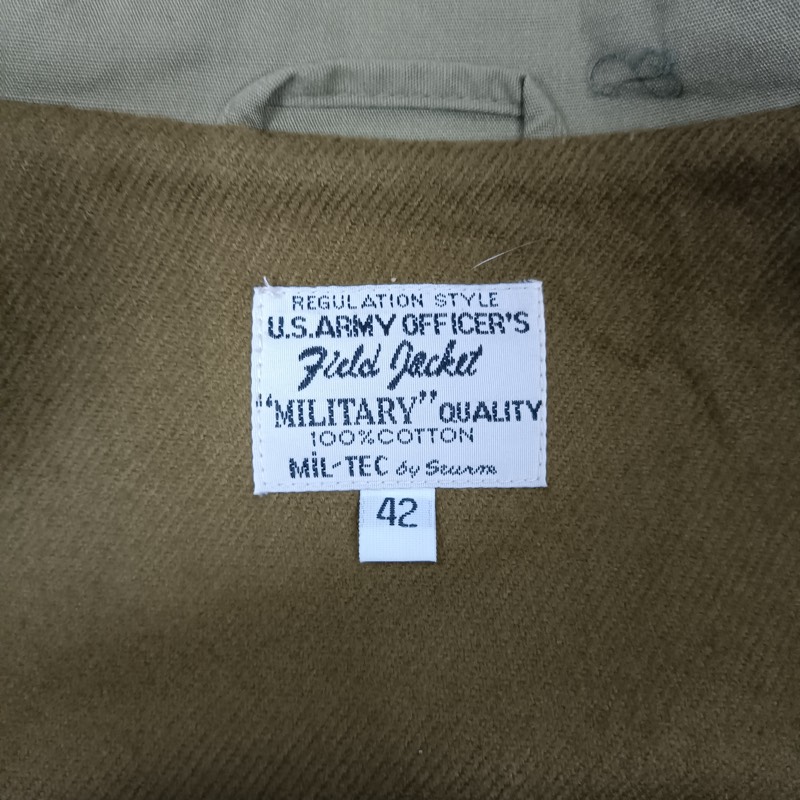 REGULATION STYLE
U.S.ARMY OFFICER'S
Field Jacket
"MILITARY" QUALITY
100%COTTON
MIL-TEC by Sturm
42